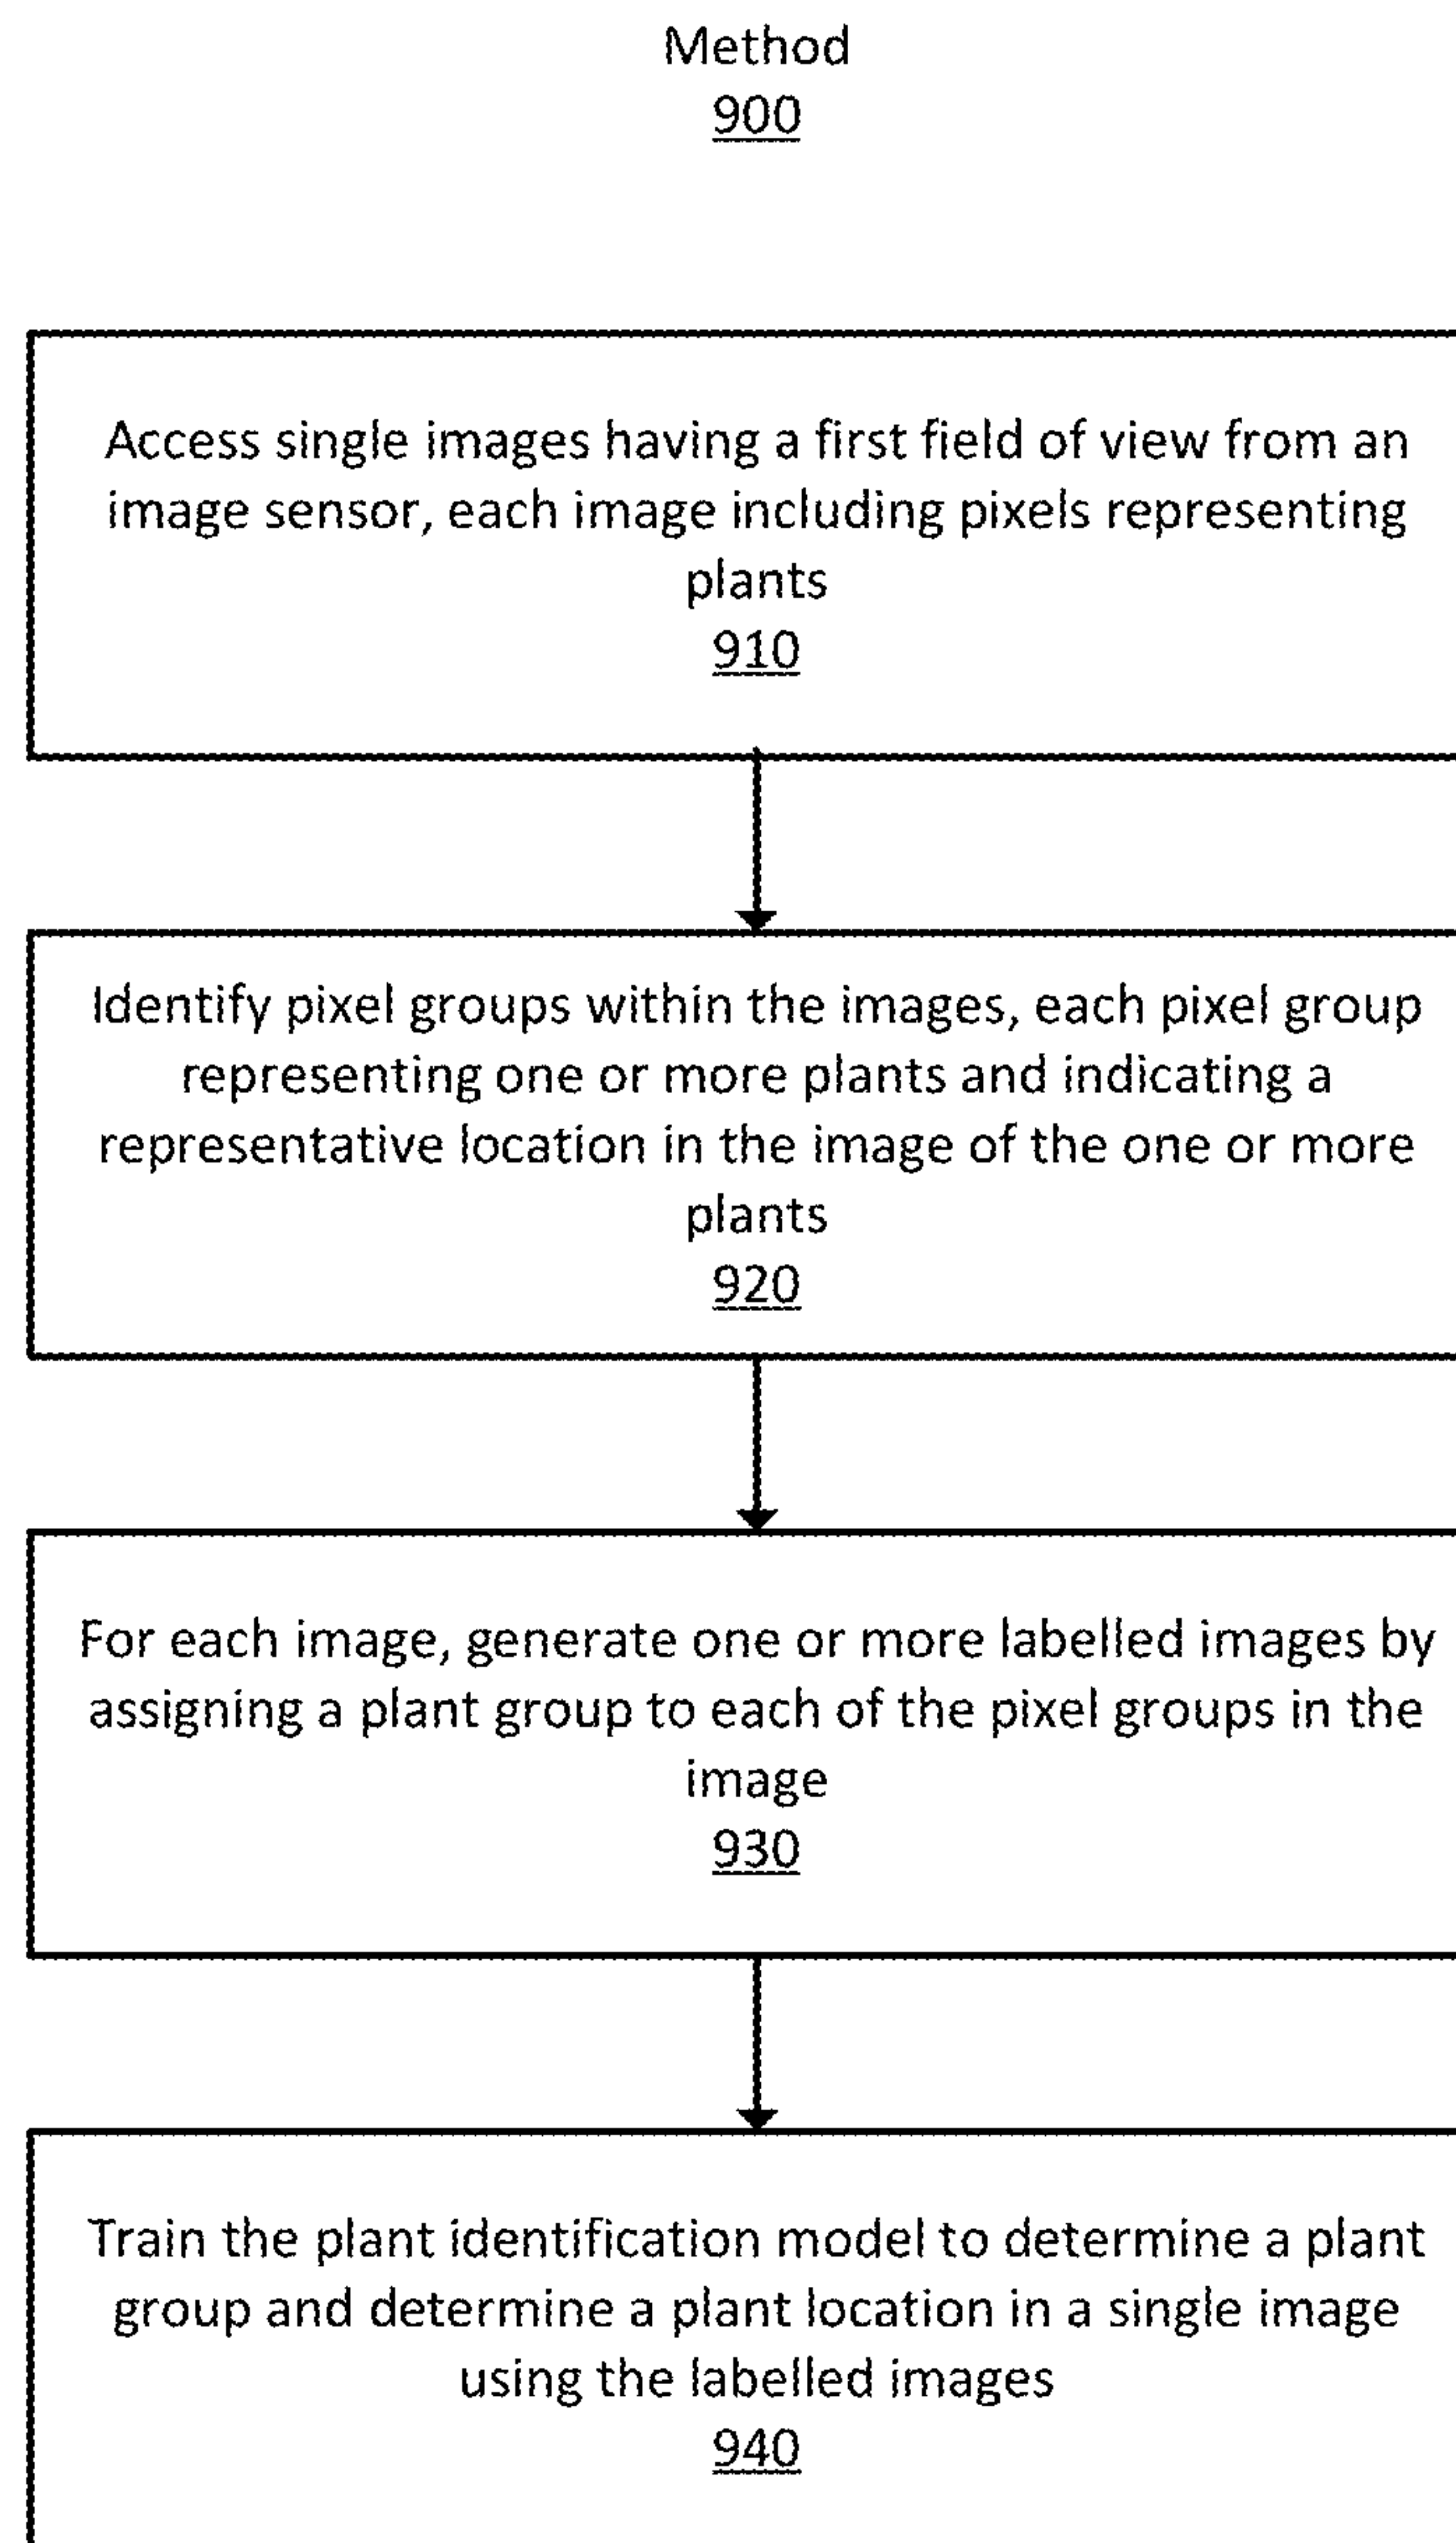 Method
900
Access single images having a first field of view from an
image sensor, each image including pixels representing
plants
910
Identify pixel groups within the images, each pixel group
representing one or more plants and indicating a
representative location in the image of the one or more
plants
920
For each image, generate one or more labelled images by
assigning a plant group to each of the pixel groups in the
image
930
Train the plant identification model to determine a plant
group and determine a plant location in a single image
using the labelled images
940